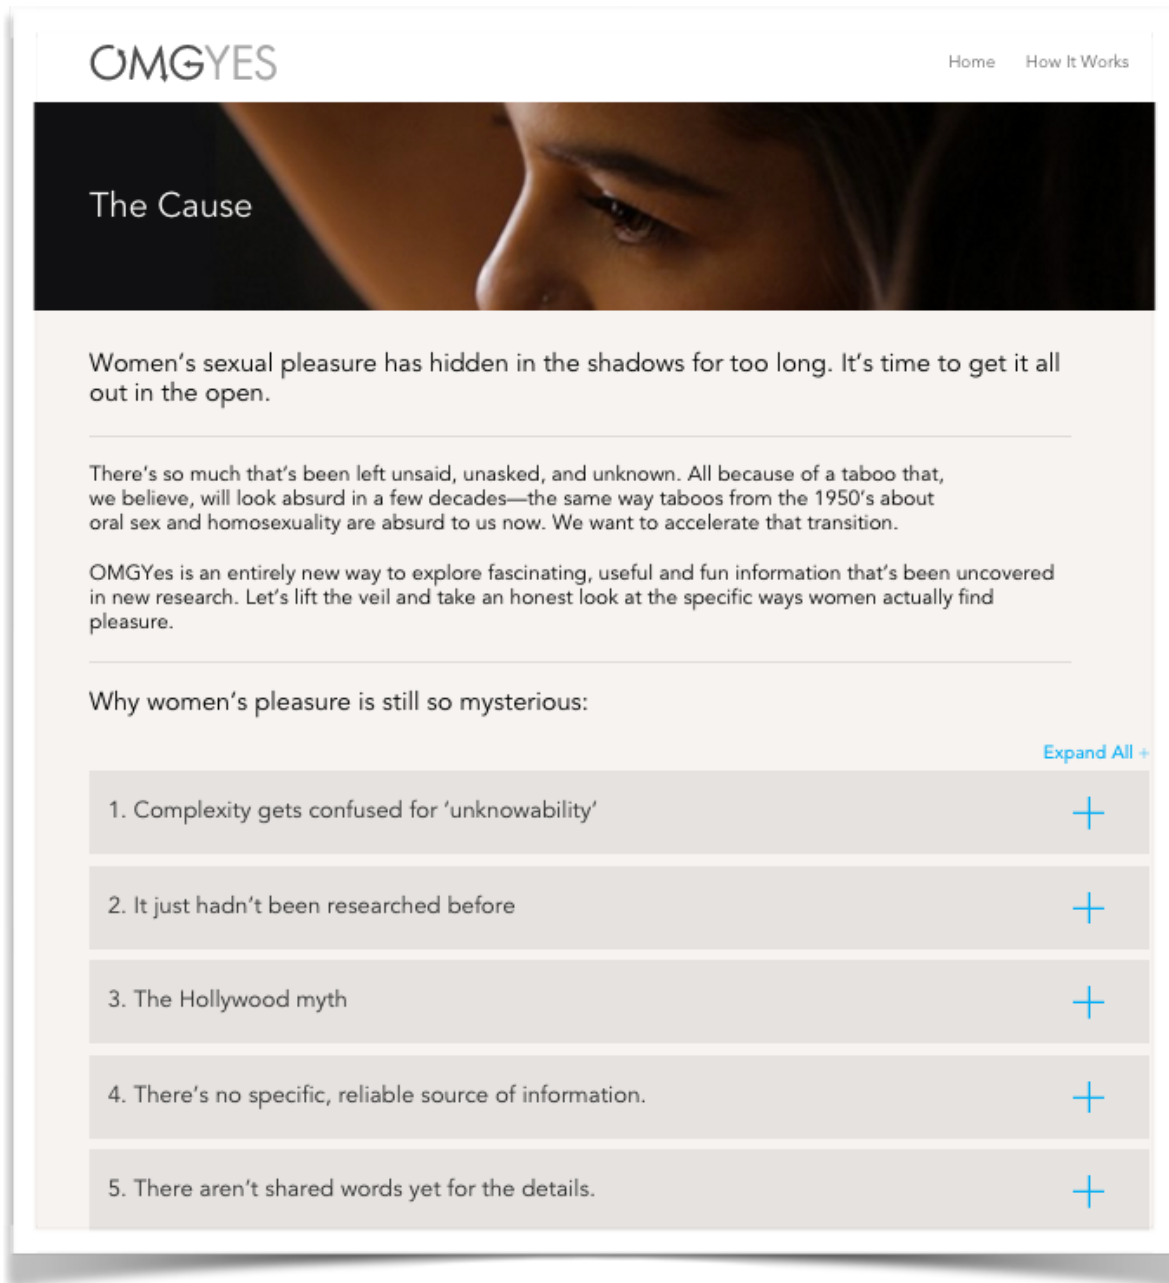 OMGYES
Home How It Works
The Cause
Women's sexual pleasure has hidden in the shadows for too long. It's time to get it all
out in the open.
There's so much that's been left unsaid, unasked, and unknown. All because of a taboo that,
we believe, will look absurd in a few decades—the same way taboos from the 1950's about
oral sex and homosexuality are absurd to us now. We want to accelerate that transition.
OMGYes is an entirely new way to explore fascinating, useful and fun information that's been uncovered
in new research. Let's lift the veil and take an honest look at the specific ways women actually find
pleasure.
Why women's pleasure is still so mysterious:
Expand All +
1. Complexity gets confused for 'unknowability'
2. It just hadn't been researched before
3. The Hollywood myth
4. There's no specific, reliable source of information.
5. There aren't shared words yet for the details.